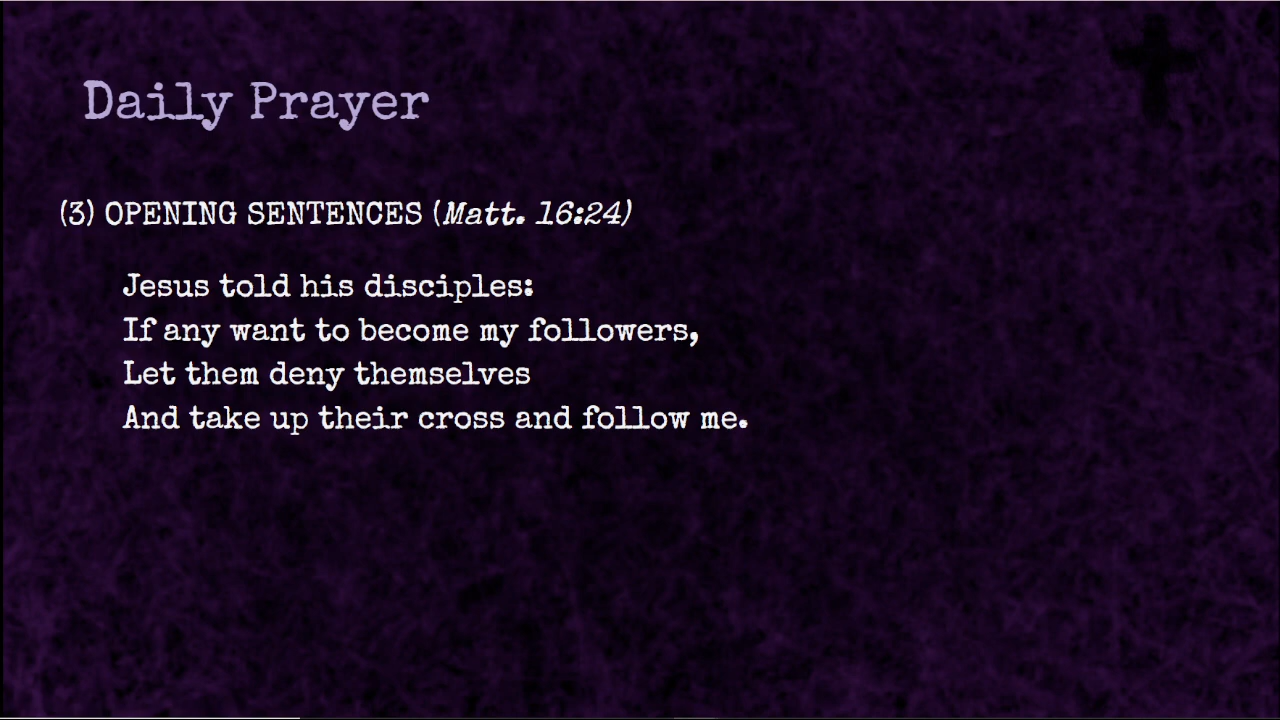 Daily Prayer
(3) OPENING SENTENCES (Matt. 16:24)
Jesus told his disciples:
If any want to become my followers,
Let them deny themselves
And take up their cross and follow me.